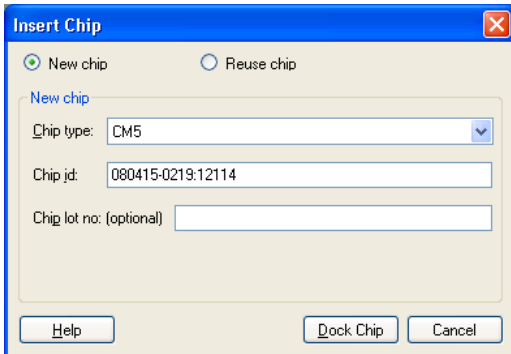 Insert Chip
New chip Reuse chip
New chip
Chip type: CM5
Chip id: 080415-0219:12114
Chip lot no: (optional)
Help Dock Chip Cancel